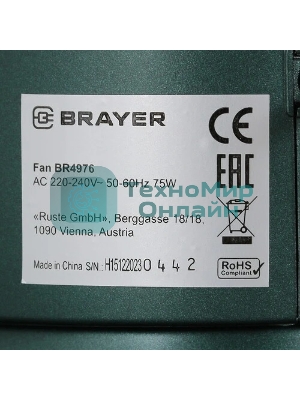 BRAYER
CE
Fan BR4976
AC 220-240V~ 50-60Hz 75W
EAC
ТехноМир
Онлайн
«Ruste GmbH», Berggasse 18/18,
1090 Vienna, Austria
Made in China S/N.: H15122023 0 4 4 2
RoHS
Compliant